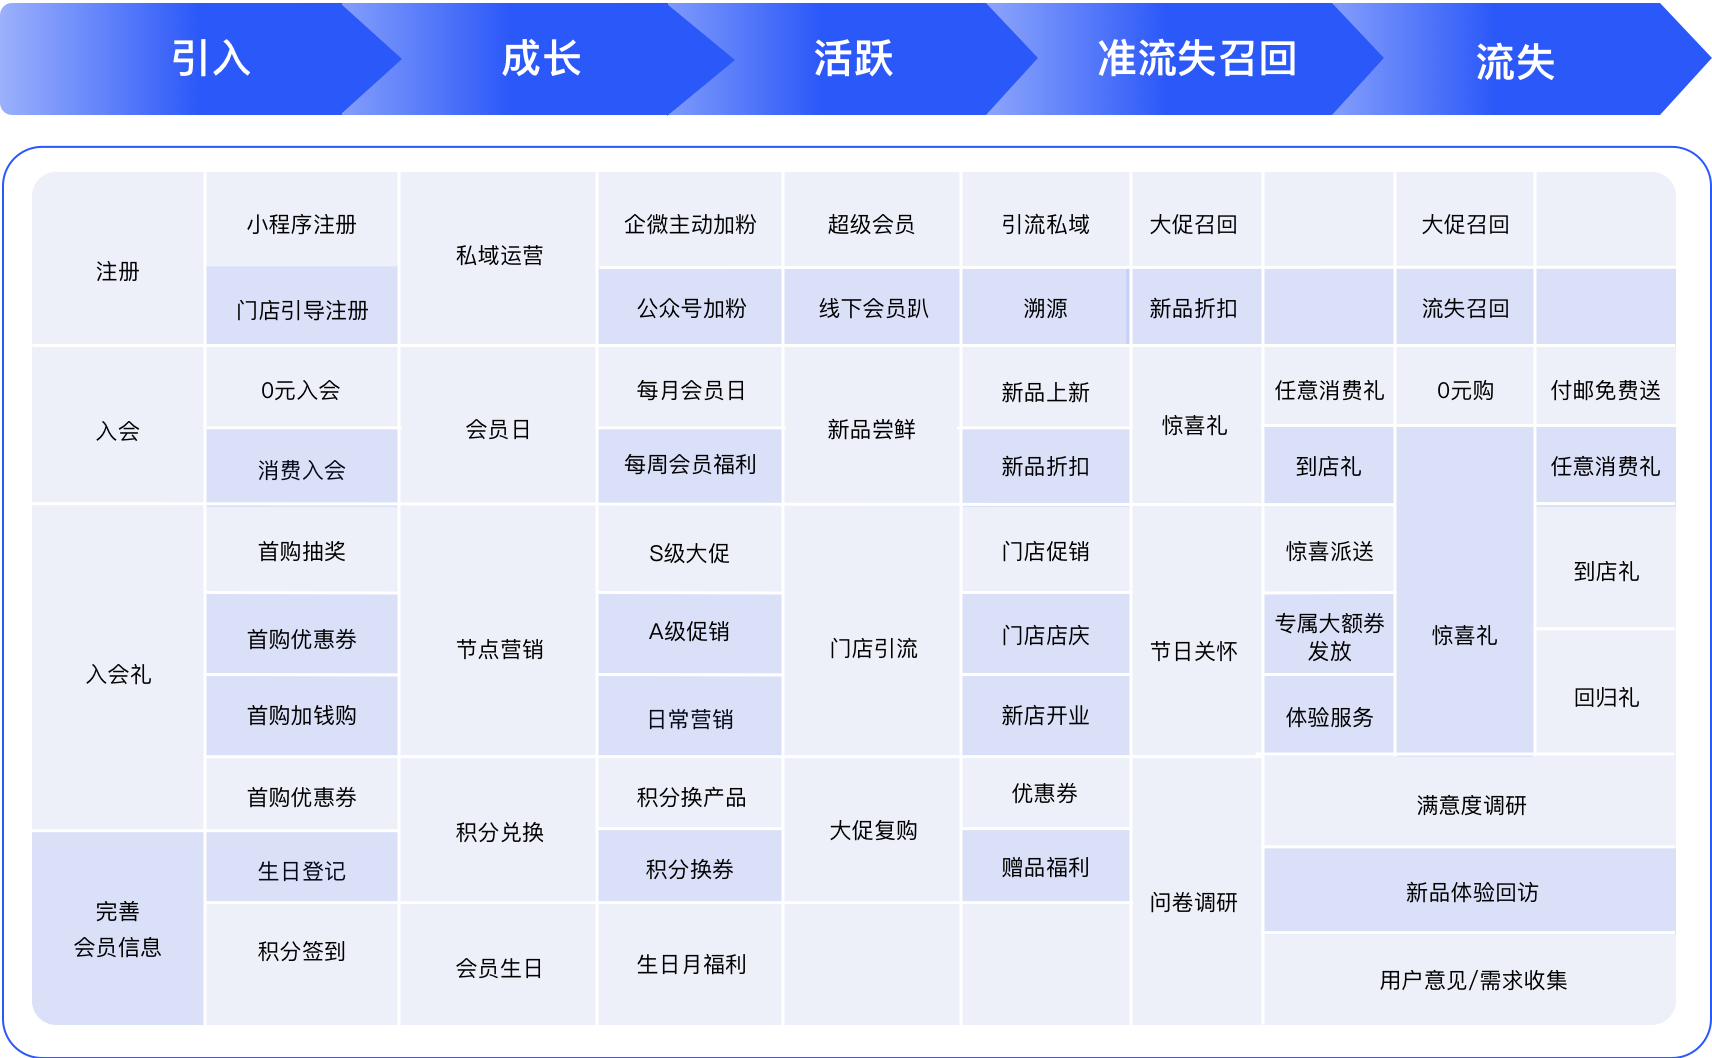 引入
成长
活跃
准流失召回
流失
注册
小程序注册
门店引导注册
私域运营
企微主动加粉
公众号加粉
超级会员
线下会员趴
引流私域
溯源
大促召回
新品折扣
大促召回
流失召回
入会
0元入会
消费入会
会员日
每月会员日
每周会员福利
新品尝鲜
新品上新
新品折扣
惊喜礼
任意消费礼
到店礼
0元购
付邮免费送
任意消费礼
入会礼
首购抽奖
首购优惠券
首购加钱购
首购优惠券
节点营销
S级大促
A级促销
日常营销
门店引流
门店促销
门店店庆
新店开业
节日关怀
惊喜派送
专属大额券
发放
体验服务
惊喜礼
到店礼
回归礼
完善
会员信息
生日登记
积分签到
积分兑换
积分换产品
积分换券
会员生日
生日月福利
大促复购
优惠券
赠品福利
问卷调研
满意度调研
新品体验回访
用户意见/需求收集